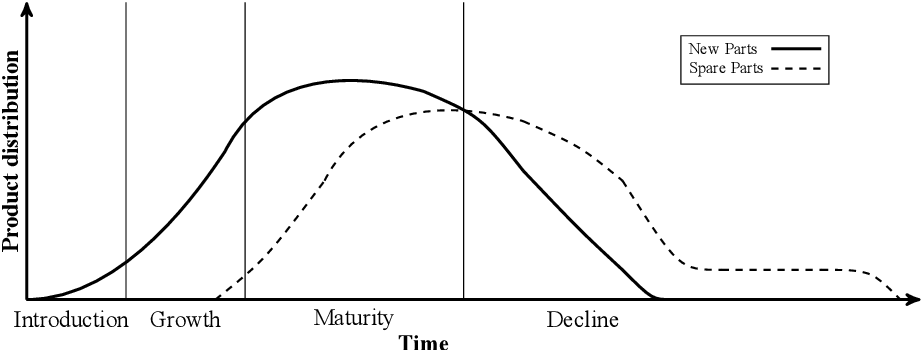 Product distribution
New Parts
Spare Parts
Introduction Growth Maturity Decline
Time